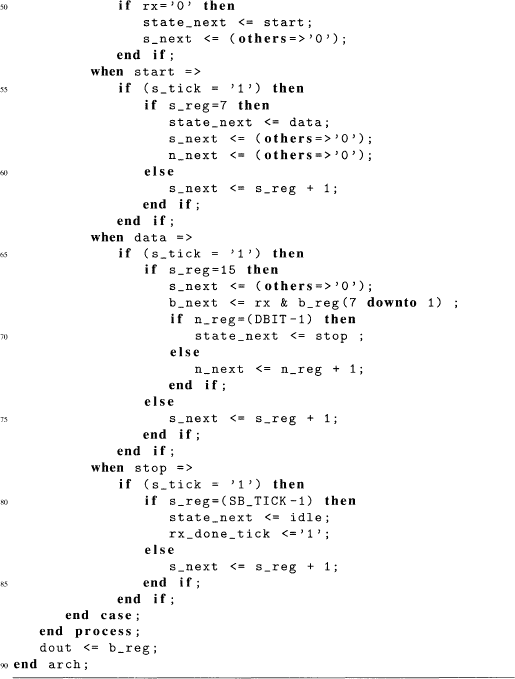 50 if rx='0' then
state_next <= start;
s_next <= (others=>'0');
end if;
when start =>
55 if (s_tick = '1') then
if s_reg=7 then
state_next <= data;
s_next <= (others=>'0');
n_next <= (others=>'0');
60 else
s_next <= s_reg + 1;
end if;
end if;
when data =>
65 if (s_tick = '1') then
if s_reg=15 then
s_next <= (others=>'0');
b_next <= rx & b_reg(7 downto 1) ;
if n_reg=(DBIT-1) then
70 state_next <= stop ;
else
n_next <= n_reg + 1;
end if;
else
75 s_next <= s_reg + 1;
end if;
end if;
when stop =>
if (s_tick = '1') then
80 if s_reg=(SB_TICK-1) then
state_next <= idle;
rx_done_tick <='1';
else
s_next <= s_reg + 1;
85 end if;
end if;
end case;
end process;
dout <= b_reg;
90 end arch;